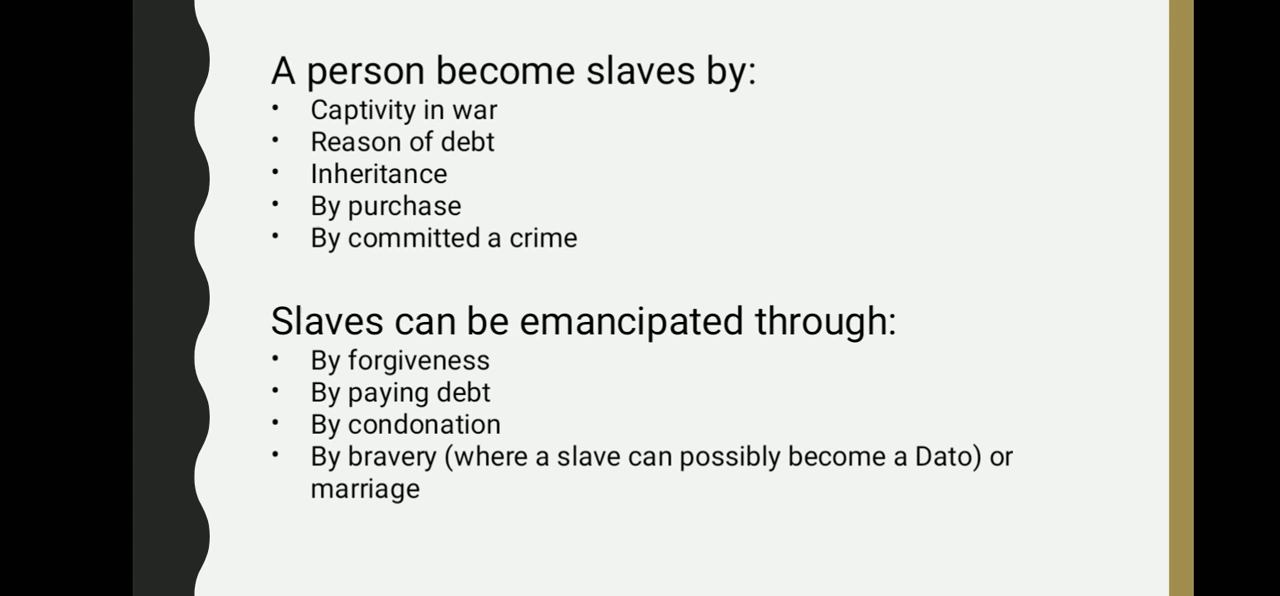 A person become slaves by:
• Captivity in war
• Reason of debt
• Inheritance
• By purchase
• By committed a crime
Slaves can be emancipated through:
• By forgiveness
• By paying debt
• By condonation
• By bravery (where a slave can possibly become a Dato) or
marriage